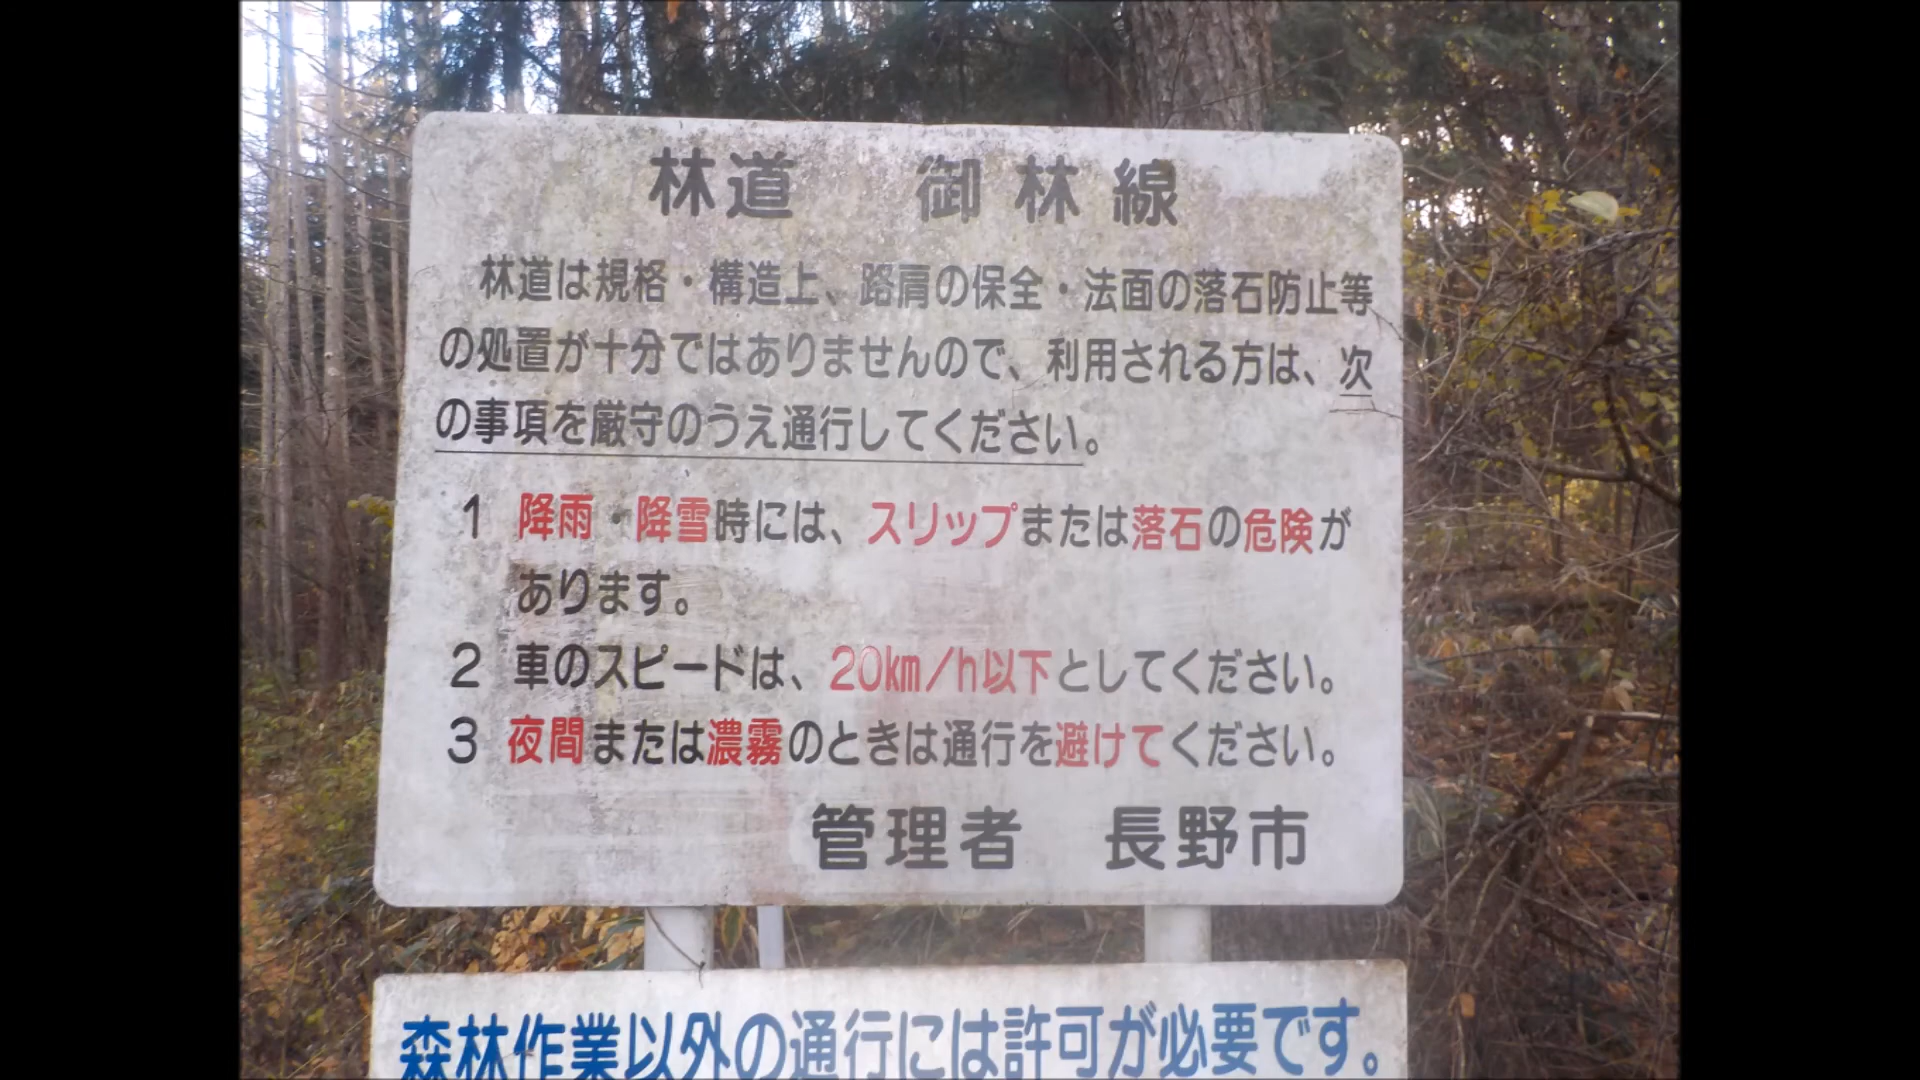 林道 御林線
林道は規格・構造上、路肩の保全・法面の落石防止等
の処置が十分ではありませんので、利用される方は、次
の事項を厳守のうえ通行してください。
1 降雨・降雪時には、スリップまたは落石の危険が
あります。
2 車のスピードは、20km/h以下としてください。
3 夜間または濃霧のときは通行を避けてください。
管理者 長野市
森林作業以外の通行には許可が必要です。